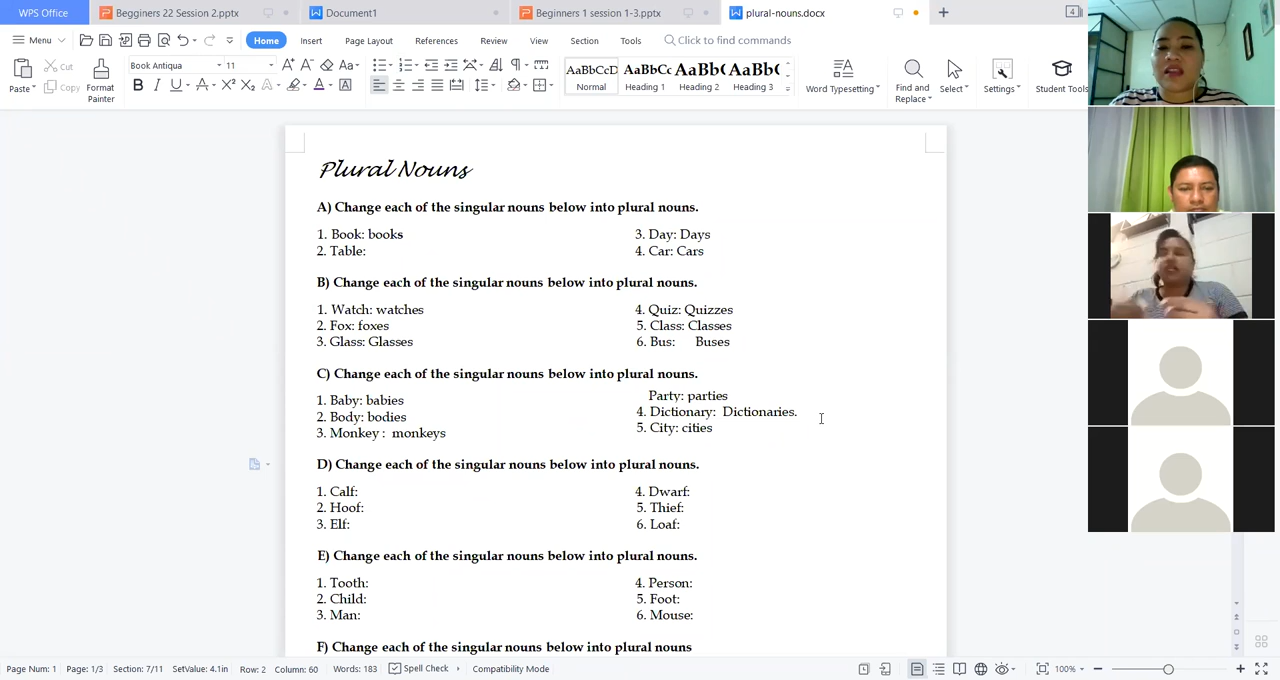 WPS Office
Begginers 22 Session 2.pptx
Document1
Beginners 1 session 1-3.pptx
plural-nouns.docx
4
Menu
Home
Insert
Page Layout
References
Review
View
Section
Tools
Click to find commands
Paste
Cut
Copy
Format Painter
Book Antiqua
11
AaBbCcD
Normal
AaBbCc
Heading 1
AaBb(
Heading 2
AaBb(
Heading 3
Word Typesetting
Find and Replace
Select
Settings
Student Tools
Plural Nouns
A) Change each of the singular nouns below into plural nouns.
1. Book: books
2. Table:
3. Day: Days
4. Car: Cars
B) Change each of the singular nouns below into plural nouns.
1. Watch: watches
2. Fox: foxes
3. Glass: Glasses
4. Quiz: Quizzes
5. Class: Classes
6. Bus: Buses
C) Change each of the singular nouns below into plural nouns.
1. Baby: babies
2. Body: bodies
3. Monkey : monkeys
Party: parties
4. Dictionary: Dictionaries.
5. City: cities
D) Change each of the singular nouns below into plural nouns.
1. Calf:
2. Hoof:
3. Elf:
4. Dwarf:
5. Thief:
6. Loaf:
E) Change each of the singular nouns below into plural nouns.
1. Tooth:
2. Child:
3. Man:
4. Person:
5. Foot:
6. Mouse:
F) Change each of the singular nouns below into plural nouns
Page Num: 1
Page: 1/3
Section: 7/11
SetValue: 4.1in
Row: 2
Column: 60
Words: 183
Spell Check
Compatibility Mode
100%